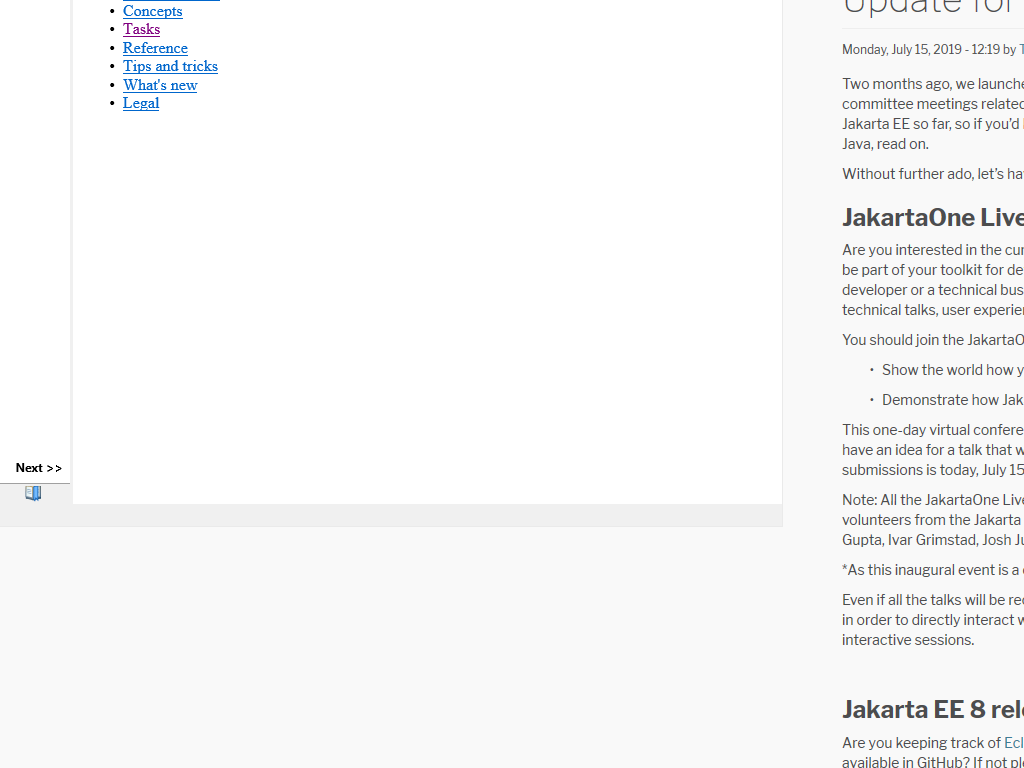 Concepts
Tasks
Reference
Tips and tricks
What's new
Legal
Next >>
Update for
Monday, July 15, 2019 - 12:19 by
Two months ago, we launche
committee meetings related
Jakarta EE so far, so if you'd
Java, read on.
Without further ado, let's ha
JakartaOne Live
Are you interested in the cur
be part of your toolkit for de
developer or a technical bus
technical talks, user experie
You should join the JakartaO
• Show the world how y
• Demonstrate how Jak
This one-day virtual confere
have an idea for a talk that w
submissions is today, July 15
Note: All the JakartaOne Live
volunteers from the Jakarta
Gupta, Ivar Grimstad, Josh Ju
*As this inaugural event is a
Even if all the talks will be re
in order to directly interact w
interactive sessions.
Jakarta EE 8 rele
Are you keeping track of Ecl
available in GitHub? If not ple